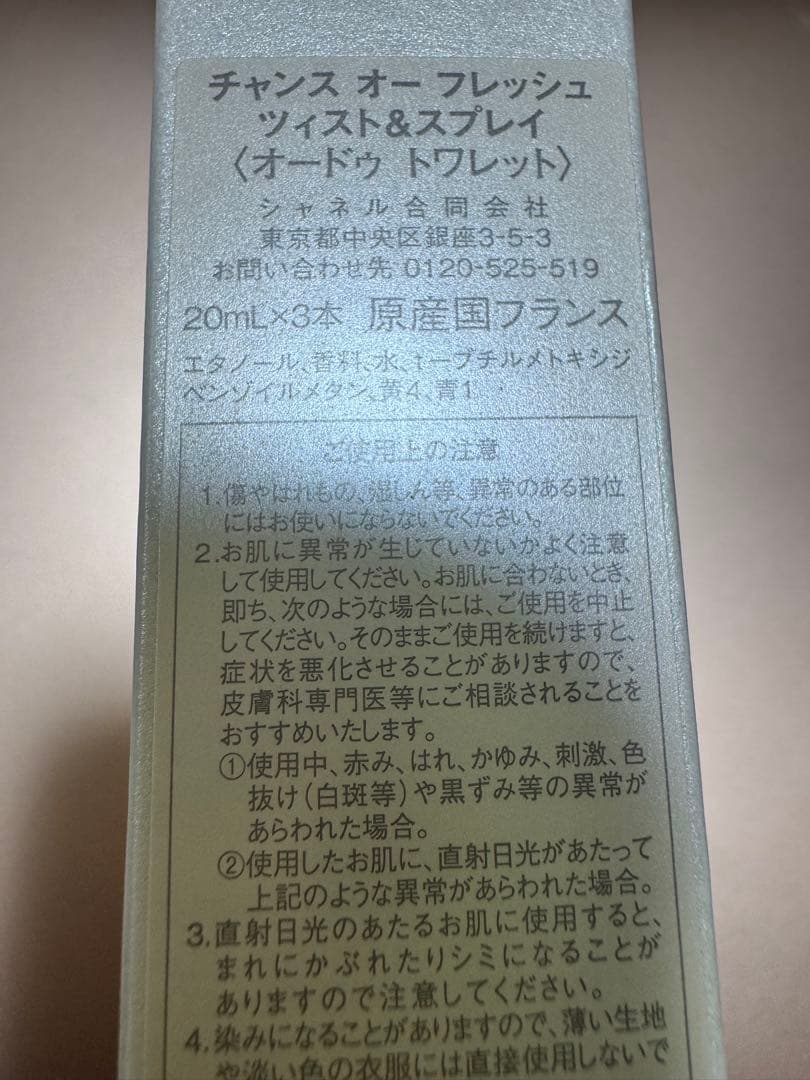 チャンス オー フレッシュ
ツィスト&スプレイ
〈オードゥ トワレット〉
シャネル合同会社
東京都中央区銀座3-5-3
お問い合わせ先 0120-525-519
20mL×3本 原産国フランス
エタノール、香料、水、t-ブチルメトキシジ
ベンゾイルメタン、黄4、青1
ご使用上の注意
1.傷やはれもの、湿しん等、異常のある部位
にはお使いにならないでください。
2.お肌に異常が生じていないかよく注意
して使用してください。お肌に合わないとき、
即ち、次のような場合には、ご使用を中止
してください。そのままご使用を続けますと、
症状を悪化させることがありますので、
皮膚科専門医等にご相談されることを
おすすめいたします。
①使用中、赤み、はれ、かゆみ、刺激、色
抜け（白斑等）や黒ずみ等の異常が
あらわれた場合。
②使用したお肌に、直射日光があたって
上記のような異常があらわれた場合。
3.直射日光のあたるお肌に使用すると、
まれにかぶれたりシミになることが
ありますので注意してください。
4.染みになることがありますので、薄い生地
や淡い色の衣服には直接使用しないで